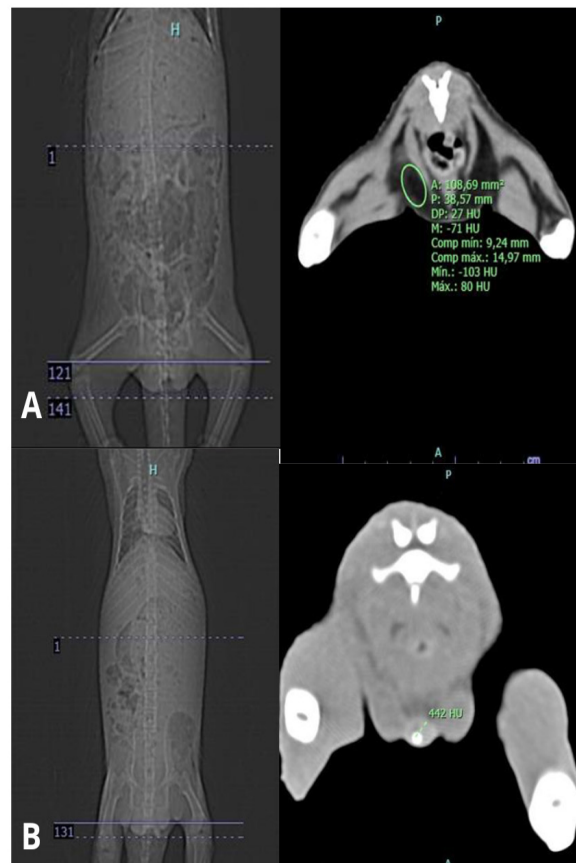 H
1
121
141
A
P
A: 108,69 mm²
P: 38,57 mm
DP: 27 HU
M: -71 HU
Comp mín: 9,24 mm
Comp máx.: 14,97 mm
Mín.: -103 HU
Máx.: 80 HU
A
cm
H
1
131
B
P
442 HU